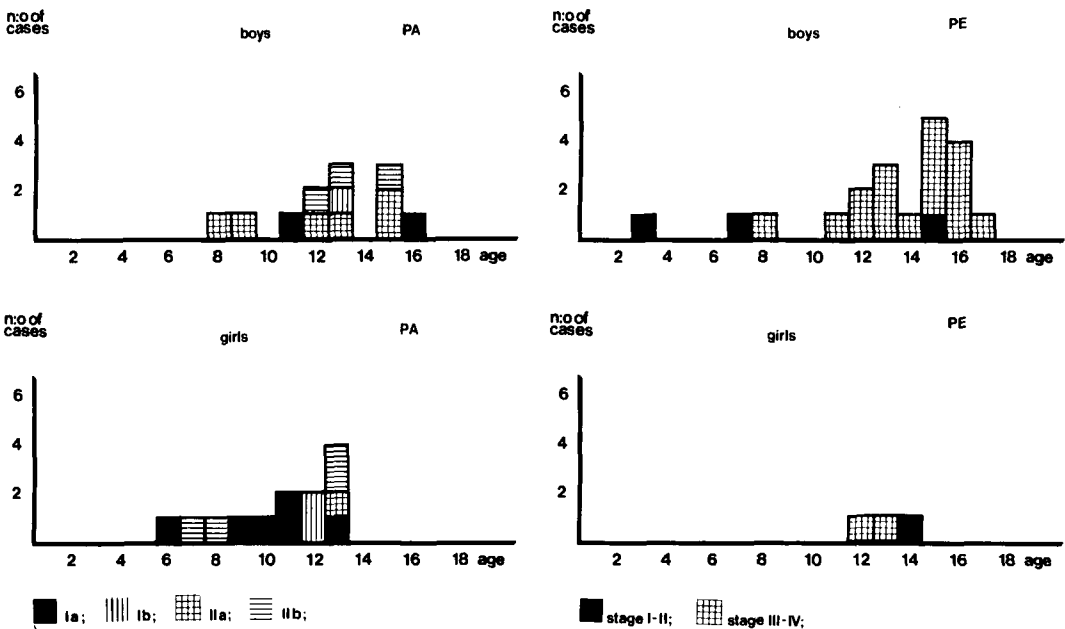 n:o of
cases
boys
PA
6
4
2
2 4 6 8 10 12 14 16 18 age
n:o of
cases
boys
PE
6
4
2
2 4 6 8 10 12 14 16 18 age
n:o of
cases
girls
PA
6
4
2
2 4 6 8 10 12 14 16 18 age
Ia; Ib; IIa; IIb;
n:o of
cases
girls
PE
6
4
2
2 4 6 8 10 12 14 16 18 age
stage I-II; stage III-IV;